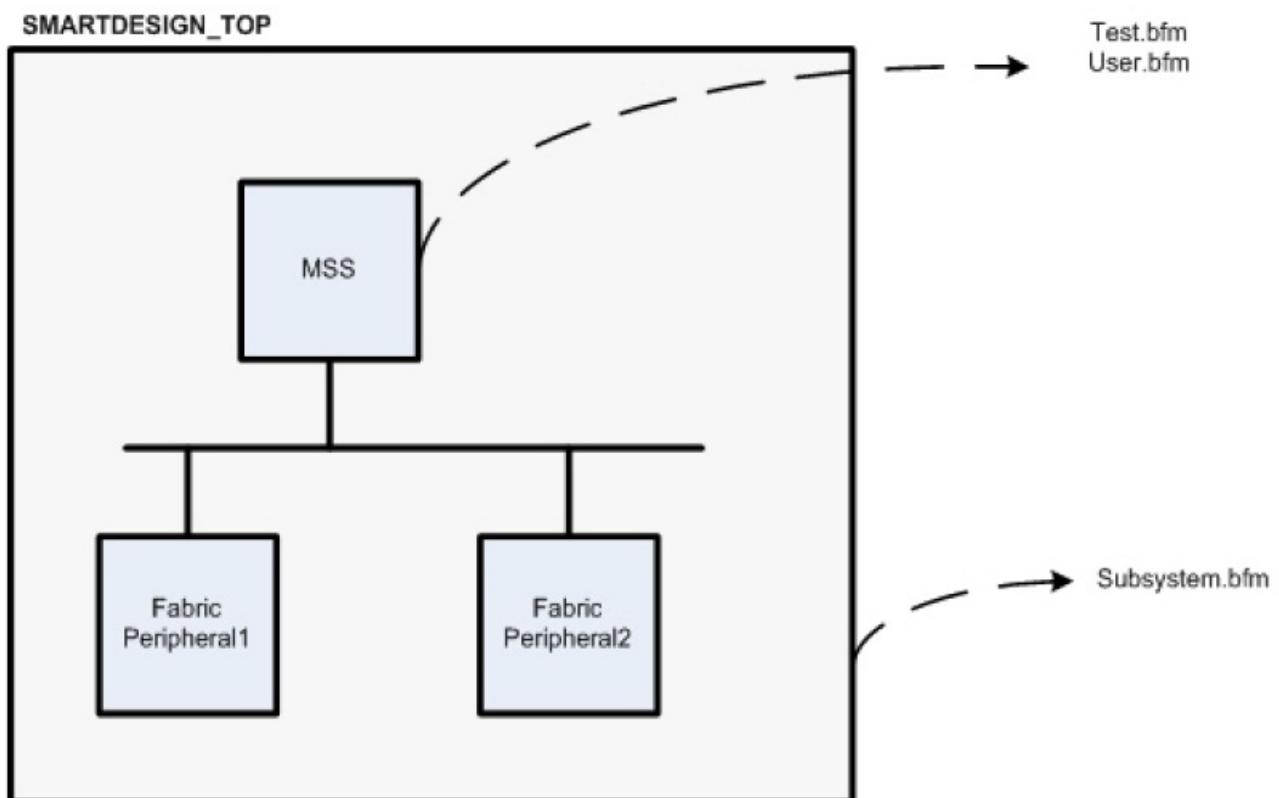 SMARTDESIGN_TOP
Test.bfm
User.bfm
MSS
Subsystem.bfm
Fabric
Peripheral1
Fabric
Peripheral2